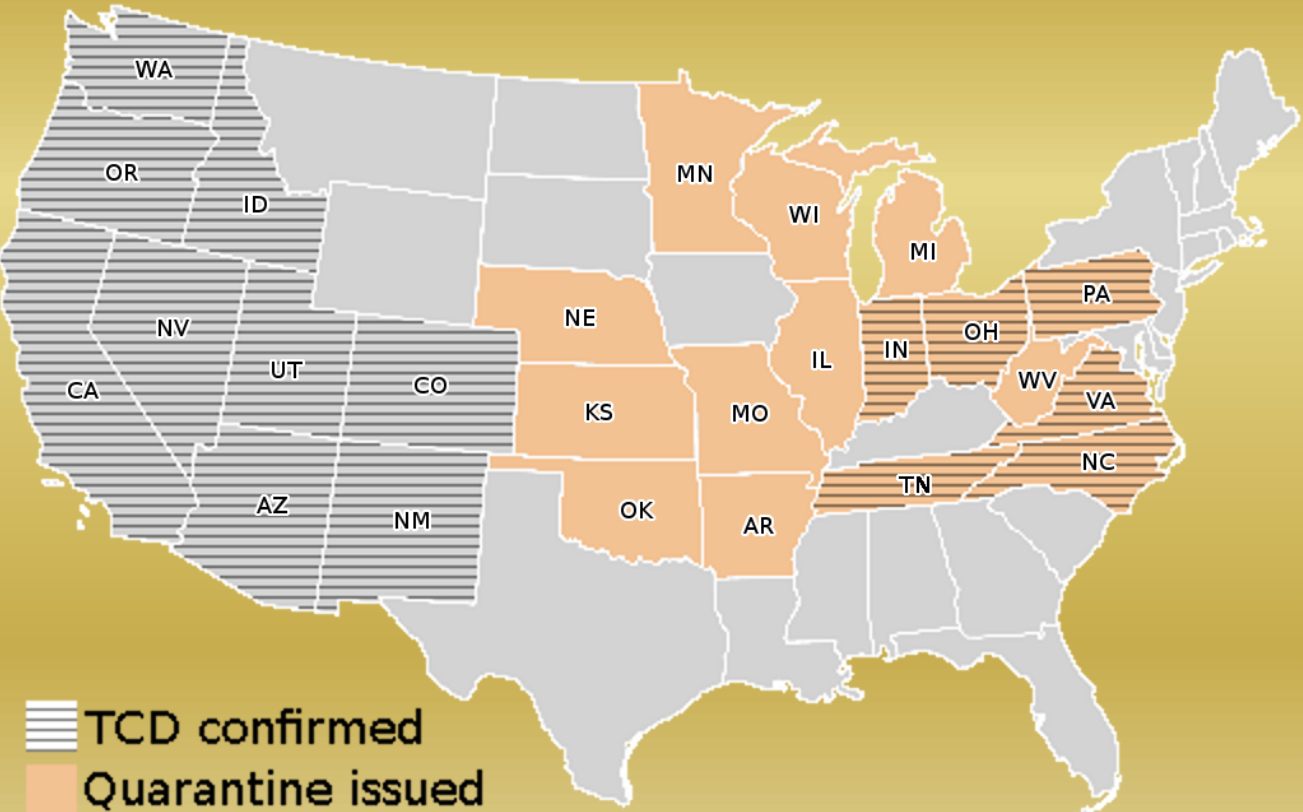 WA
OR
ID
MN
WI
MI
NV
NE
PA
OH
IN
UT
CO
IL
CA
WV
KS
MO
VA
NC
TN
AZ
NM
OK
AR
TCD confirmed
Quarantine issued